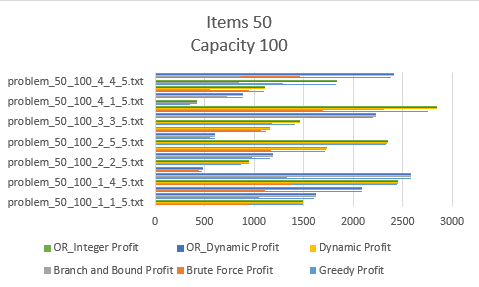 Items 50
Capacity 100
problem_50_100_4_4_5.txt
problem_50_100_4_1_5.txt
problem_50_100_3_3_5.txt
problem_50_100_2_5_5.txt
problem_50_100_2_2_5.txt
problem_50_100_1_4_5.txt
problem_50_100_1_1_5.txt
0 500 1000 1500 2000 2500 3000
OR_Integer Profit OR_Dynamic Profit Dynamic Profit
Branch and Bound Profit Brute Force Profit Greedy Profit